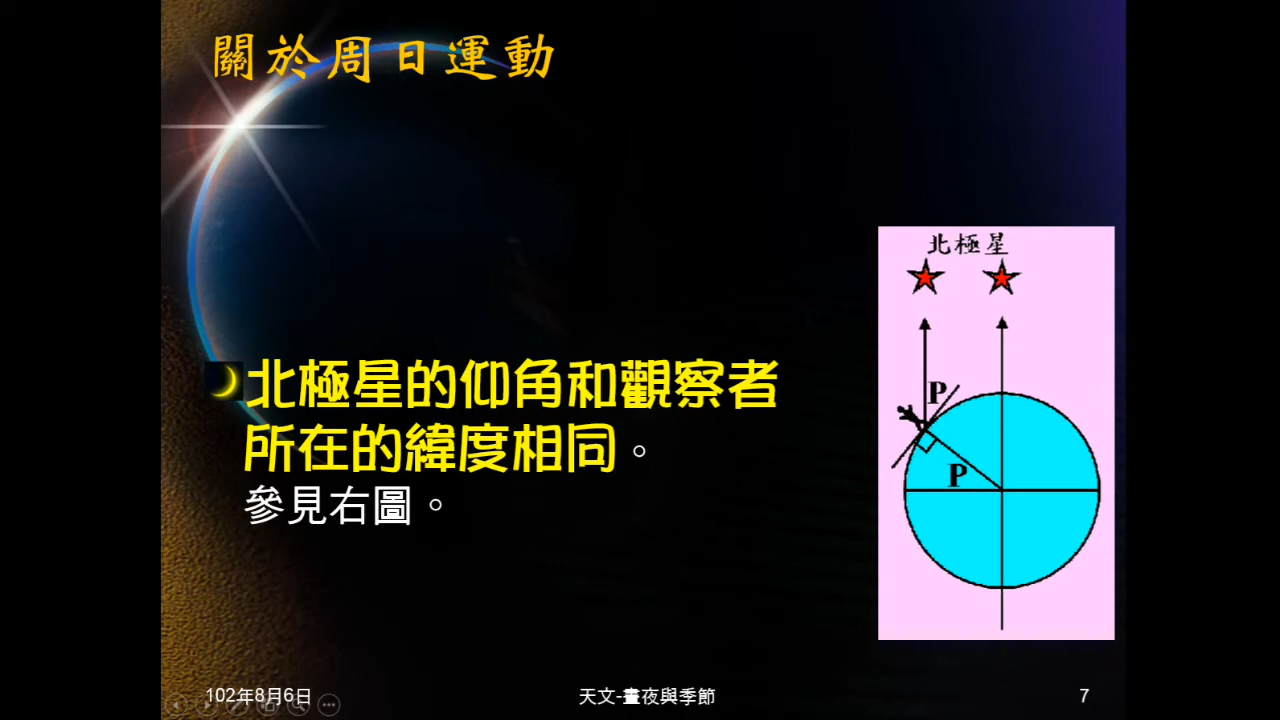 關於周日運動
北極星
P
P
北極星的仰角和觀察者
所在的緯度相同。
參見右圖。
102年8月6日
天文-晝夜與季節
7